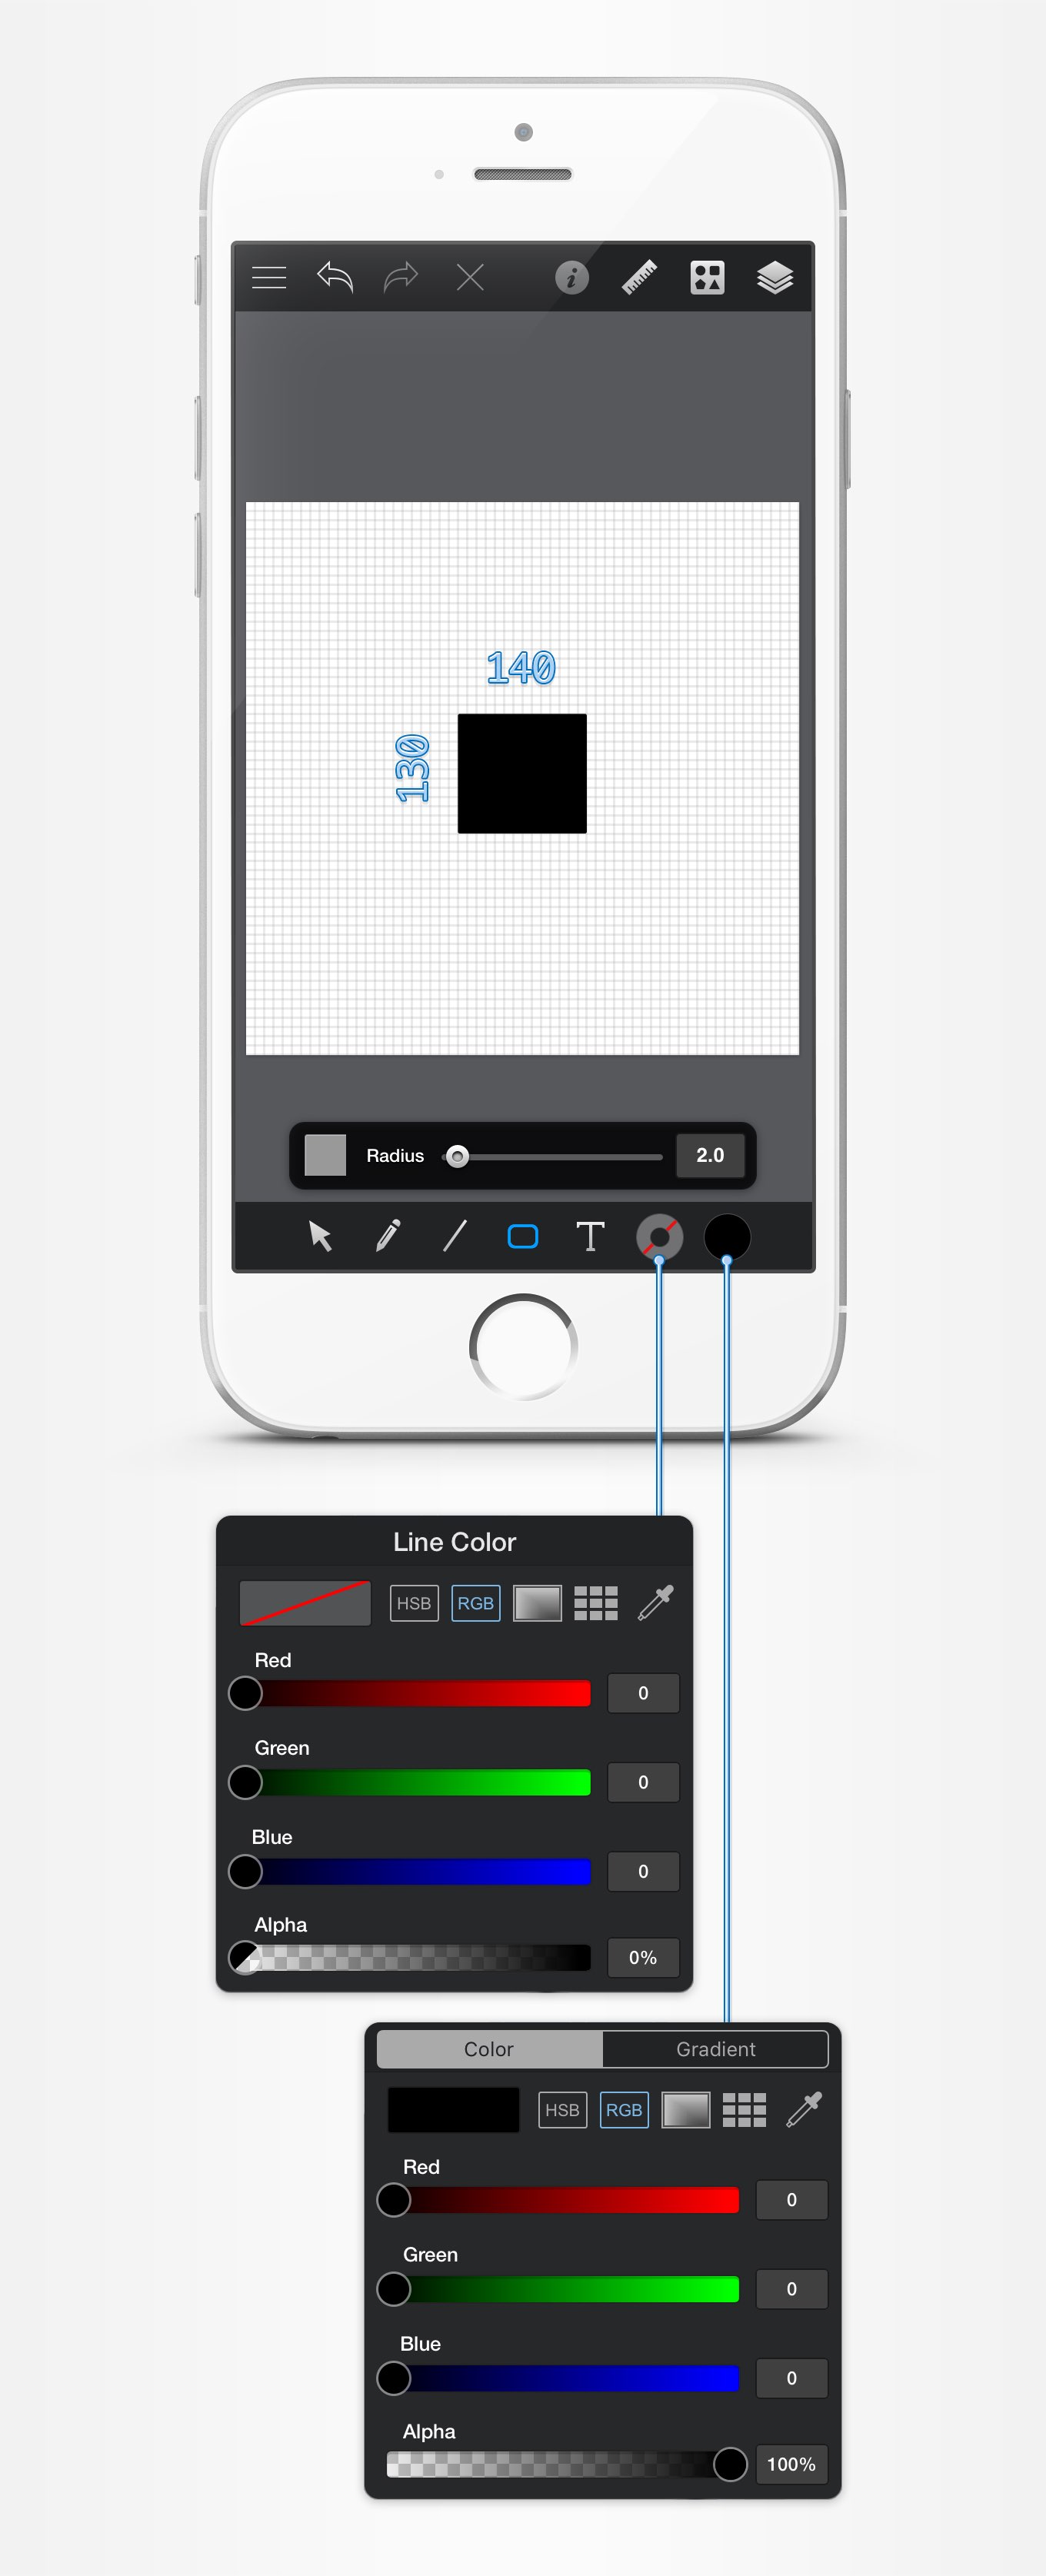 140
130
Radius 2.0
T
Line Color
HSB RGB
Red
0
Green
0
Blue
0
Alpha
0%
Color Gradient
HSB RGB
Red
0
Green
0
Blue
0
Alpha
100%